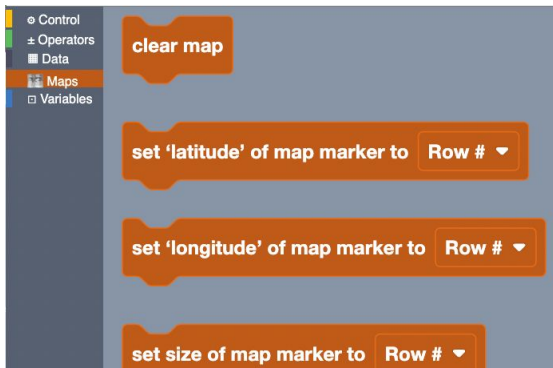 Control
± Operators
Data
Maps
Variables
clear map
set ‘latitude’ of map marker to Row #
set ‘longitude’ of map marker to Row #
set size of map marker to Row #